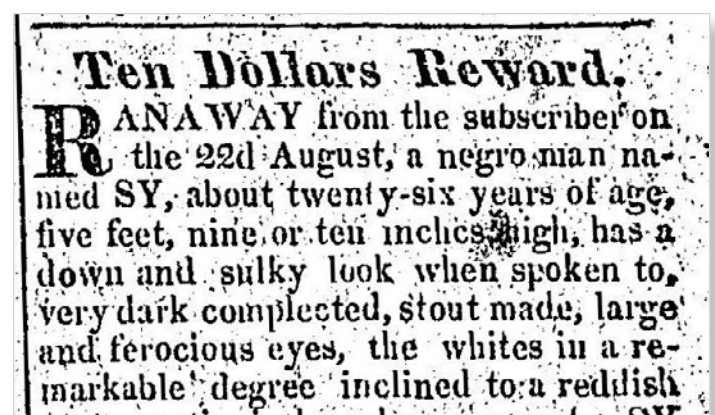 Ten Dollars Reward.
RANAWAY from the subscriber on
the 22d August, a negro man na-
med SY, about twenty-six years of age,
five feet, nine or ten inches high, has a
down and sulky look when spoken to,
very dark complected, stout made, large
and ferocious eyes, the whites in a re-
markable degree inclined to a reddish
SY